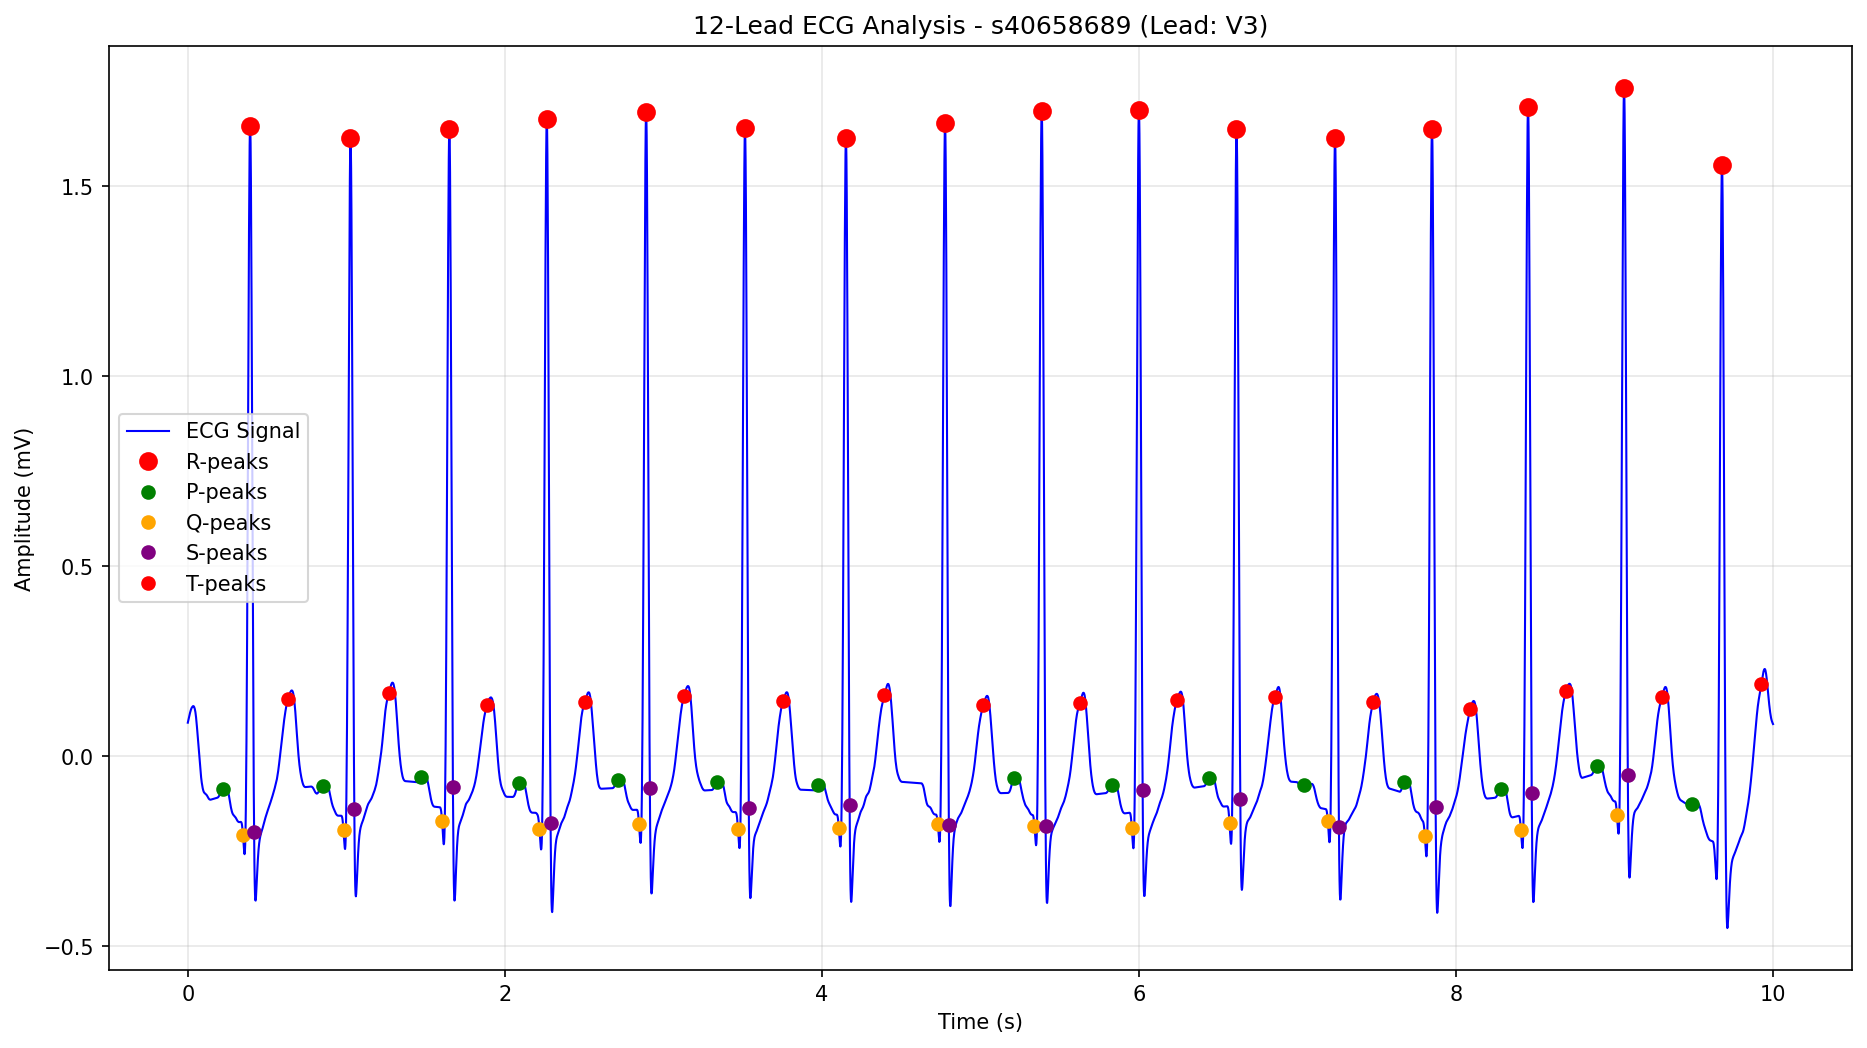 12-Lead ECG Analysis - s40658689 (Lead: V3)
Amplitude (mV)
1.5
1.0
0.5
0.0
−0.5
ECG Signal
R-peaks
P-peaks
Q-peaks
S-peaks
T-peaks
0 2 4 6 8 10
Time (s)